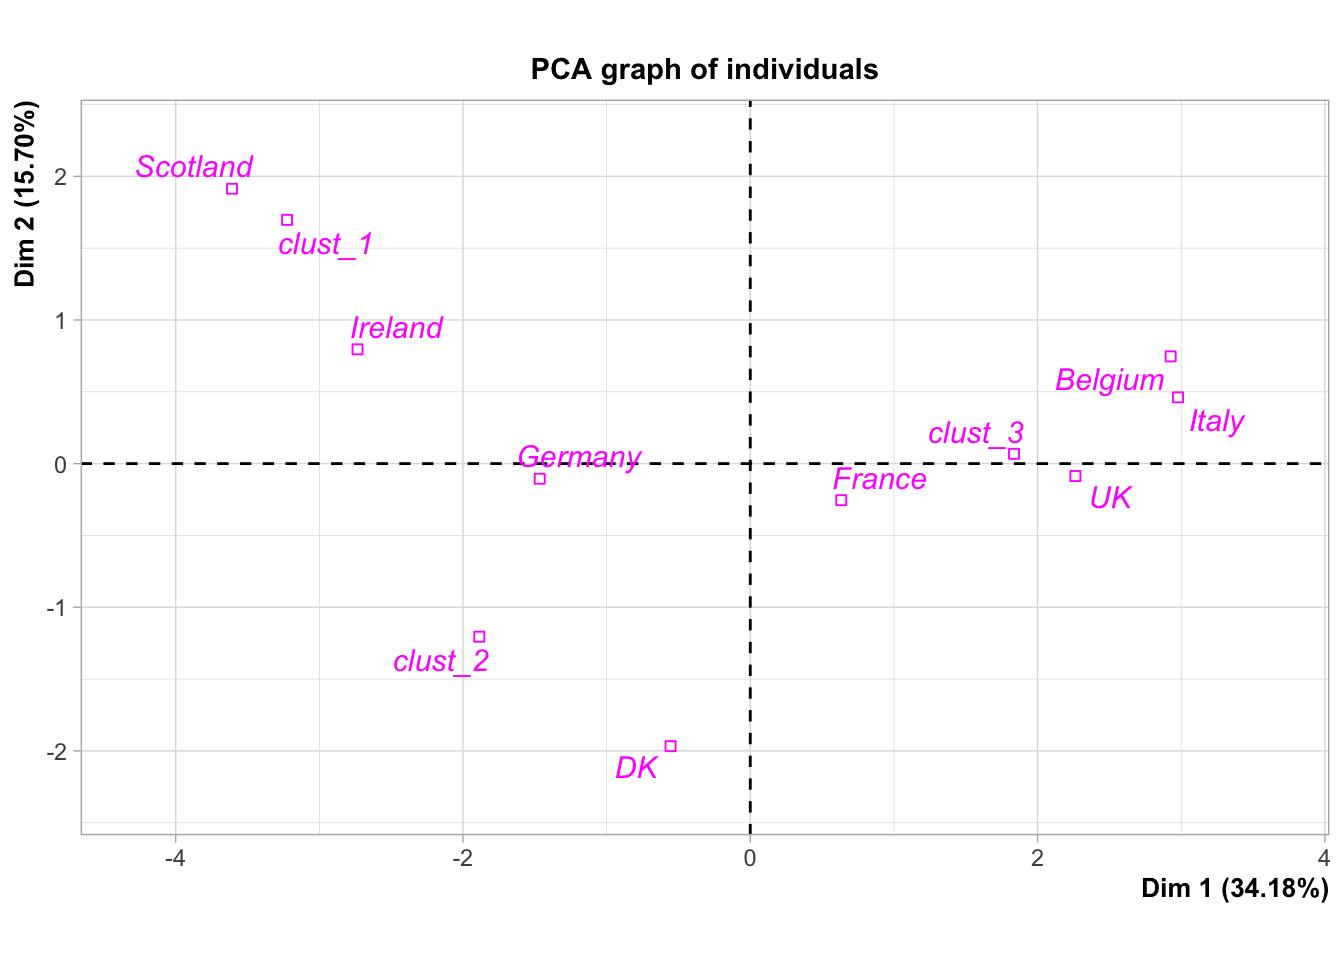 PCA graph of individuals
Dim 2 (15.70%)
2
1
0
-1
-2
Scotland
clust_1
Ireland
Belgium
Italy
clust_3
Germany
France
UK
clust_2
DK
-4
-2
0
2
4
Dim 1 (34.18%)